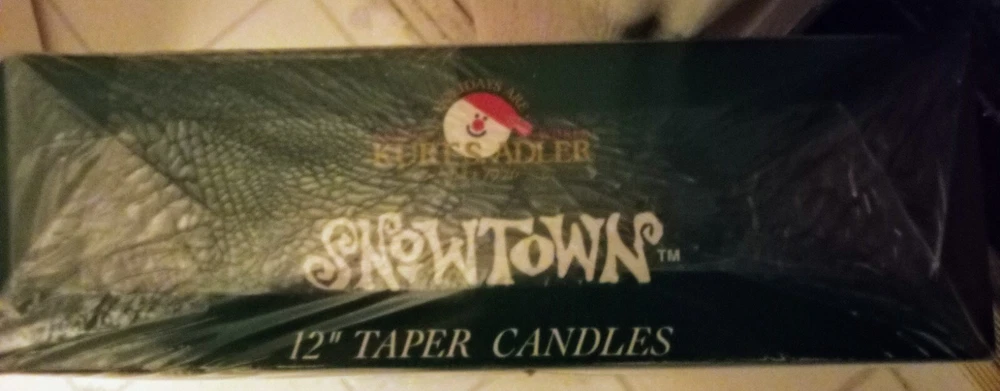 KURT S. ADLER
SNOWTOWN™
12" TAPER CANDLES